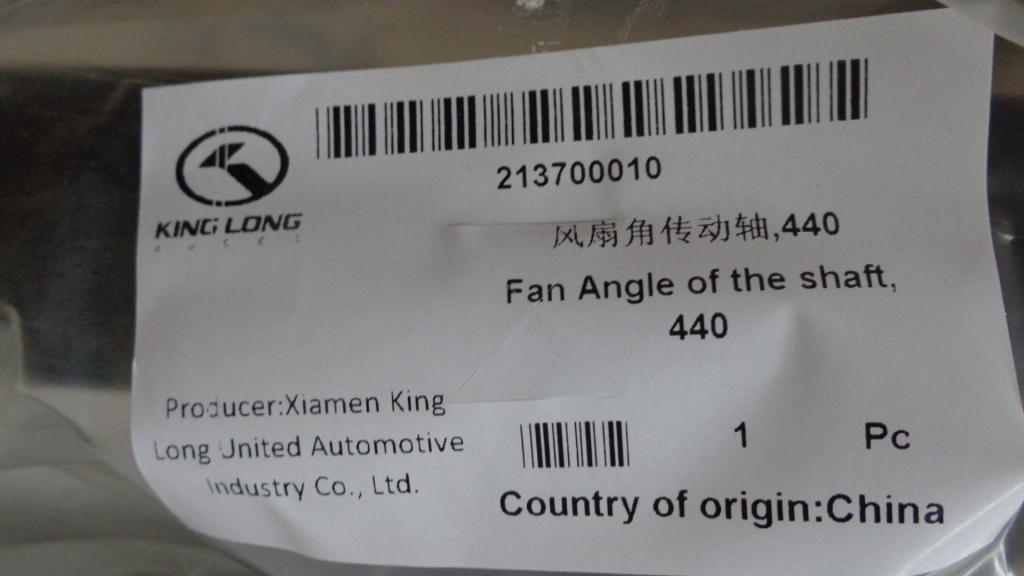 213700010
KING LONG
风扇角传动轴,440
Fan Angle of the shaft,
440
Producer:Xiamen King
Long United Automotive
Industry Co., Ltd.
1 Pc
Country of origin:China